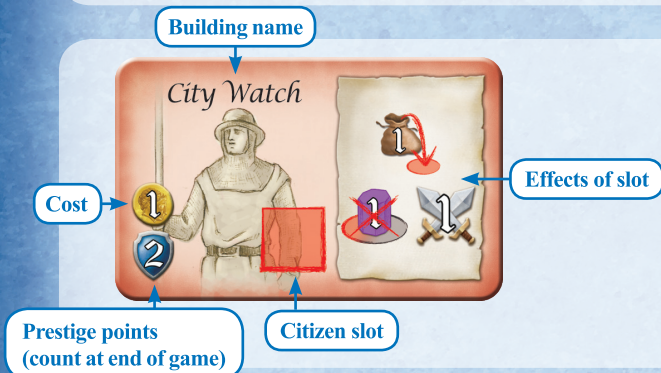 Building name
City Watch
1
Effects of slot
Cost
1
1
1
2
Prestige points
(count at end of game)
Citizen slot